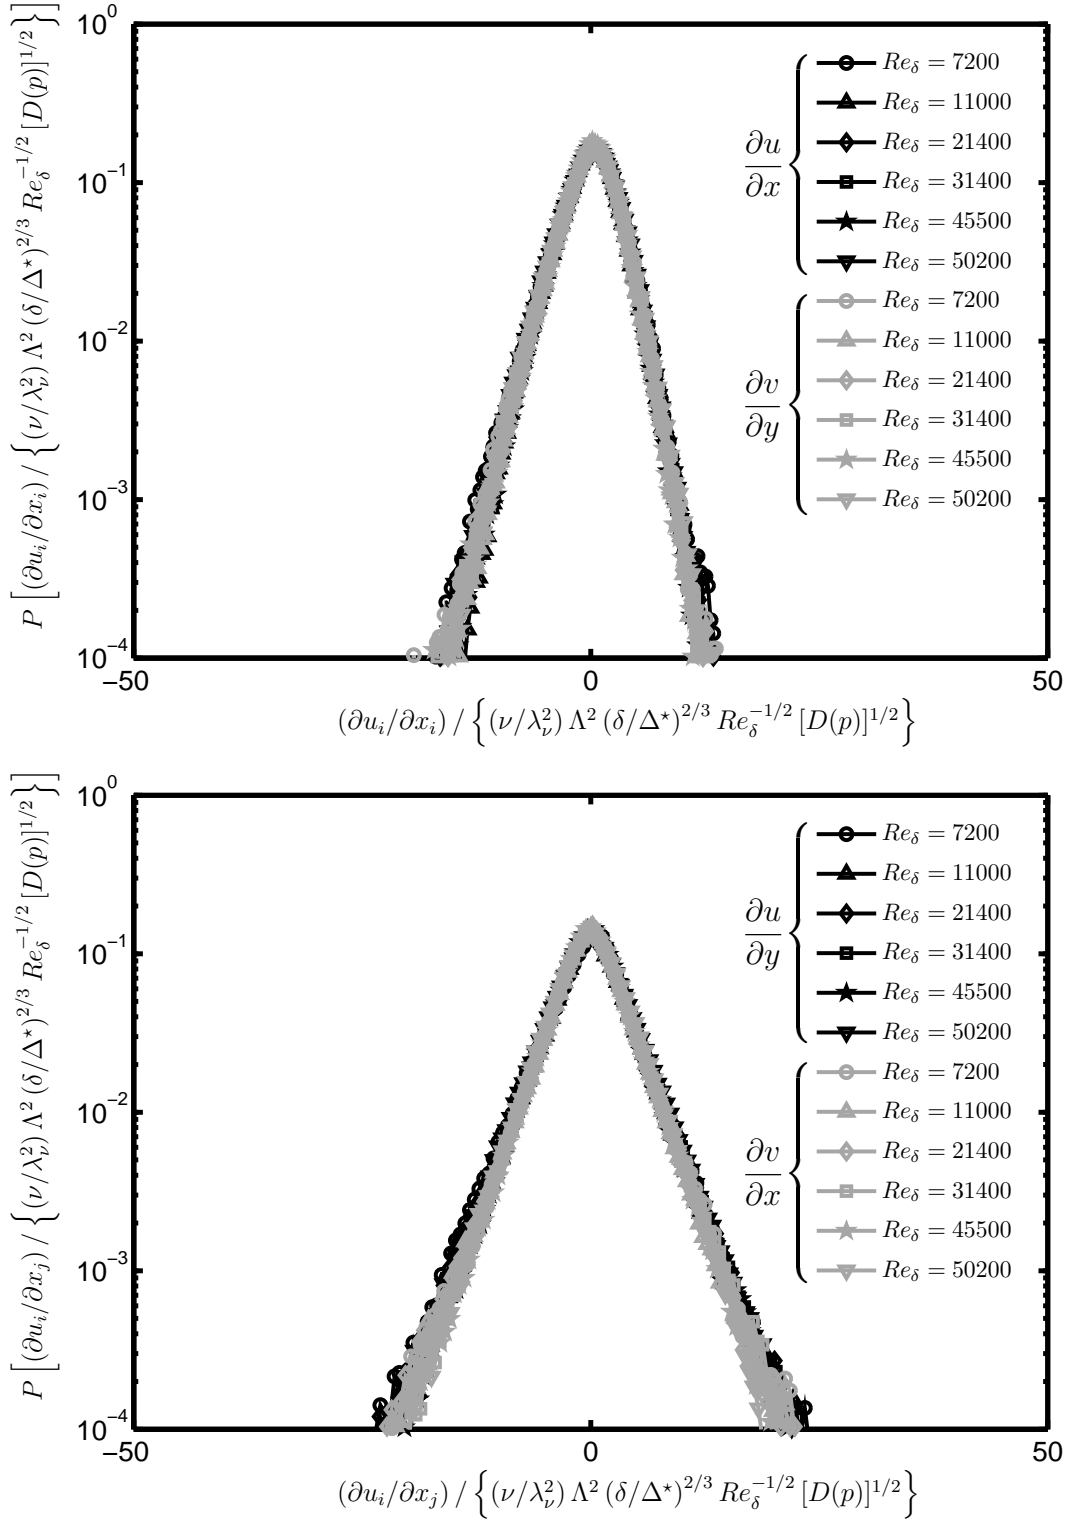 P [(∂u_i/∂x_i) / {(ν/λ_ν^2) Λ^2 (δ/Δ^⋆)^{2/3} Re_δ^{-1/2} [D(p)]^{1/2}}]
10^0
10^−1
10^−2
10^−3
10^−4
−50 0 50
∂u/∂x
Re_δ = 7200
Re_δ = 11000
Re_δ = 21400
Re_δ = 31400
Re_δ = 45500
Re_δ = 50200
∂v/∂y
Re_δ = 7200
Re_δ = 11000
Re_δ = 21400
Re_δ = 31400
Re_δ = 45500
Re_δ = 50200
(∂u_i/∂x_i) / {(ν/λ_ν^2) Λ^2 (δ/Δ^⋆)^{2/3} Re_δ^{-1/2} [D(p)]^{1/2}}
P [(∂u_i/∂x_j) / {(ν/λ_ν^2) Λ^2 (δ/Δ^⋆)^{2/3} Re_δ^{-1/2} [D(p)]^{1/2}}]
10^0
10^−1
10^−2
10^−3
10^−4
−50 0 50
∂u/∂y
Re_δ = 7200
Re_δ = 11000
Re_δ = 21400
Re_δ = 31400
Re_δ = 45500
Re_δ = 50200
∂v/∂x
Re_δ = 7200
Re_δ = 11000
Re_δ = 21400
Re_δ = 31400
Re_δ = 45500
Re_δ = 50200
(∂u_i/∂x_j) / {(ν/λ_ν^2) Λ^2 (δ/Δ^⋆)^{2/3} Re_δ^{-1/2} [D(p)]^{1/2}}